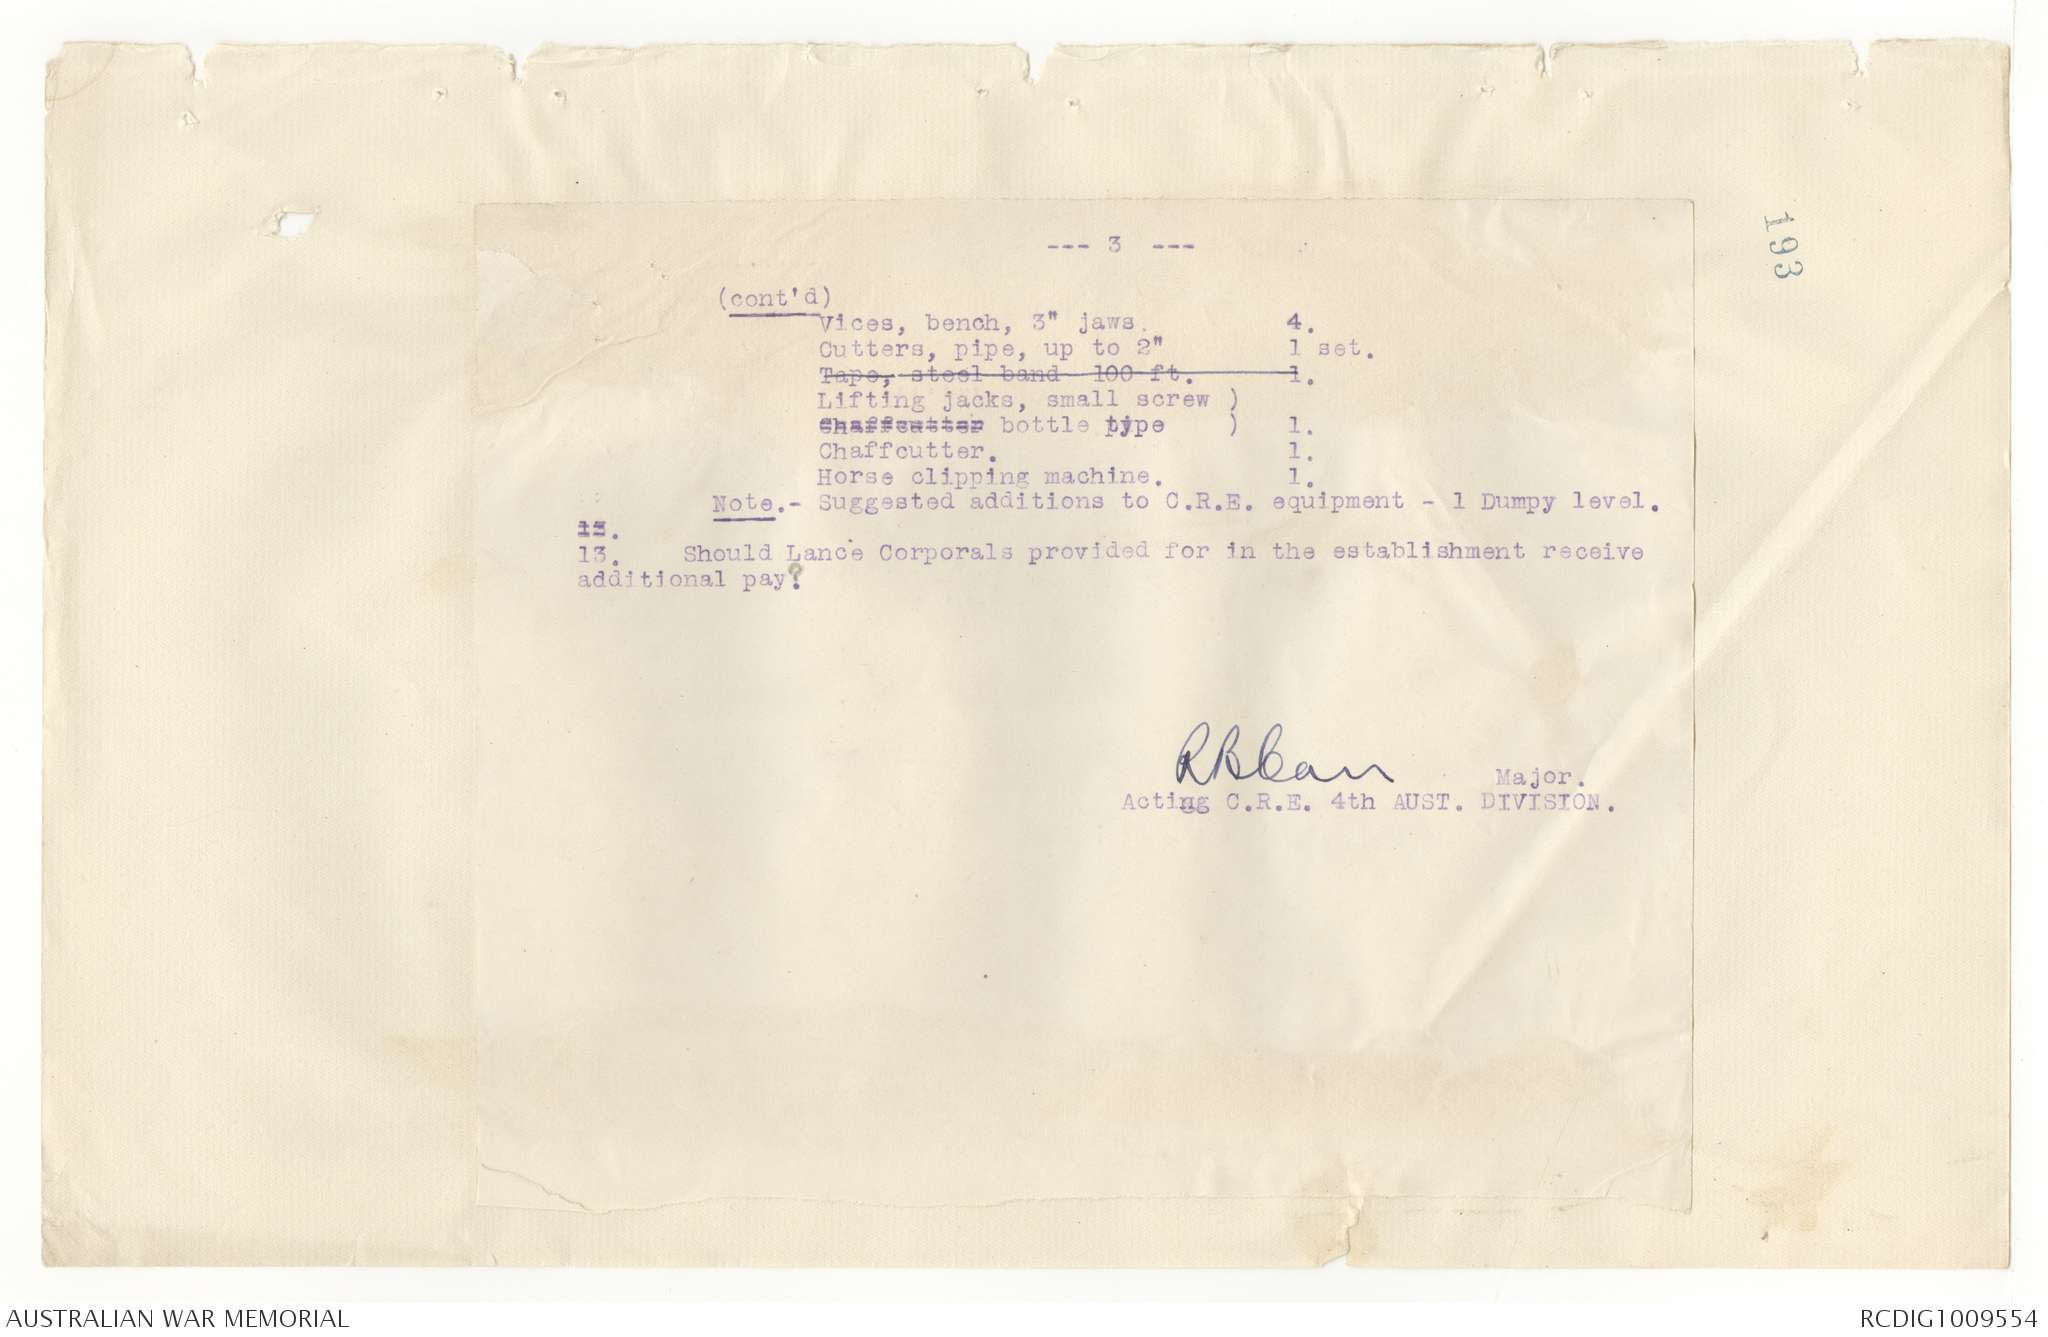 --- 3 ---
193
(cont'd)
Vices, bench, 3" jaws. 4.
Cutters, pipe, up to 2" 1 set.
Tape, steel band 100 ft. 1.
Lifting jacks, small screw )
Chaffcutter bottle type ) 1.
Chaffcutter. 1.
Horse clipping machine. 1.
Note.- Suggested additions to C.R.E. equipment - 1 Dumpy level.
13. Should Lance Corporals provided for in the establishment receive
additional pay?
Major.
Acting C.R.E. 4th AUST. DIVISION.
AUSTRALIAN WAR MEMORIAL
RCDIG1009554